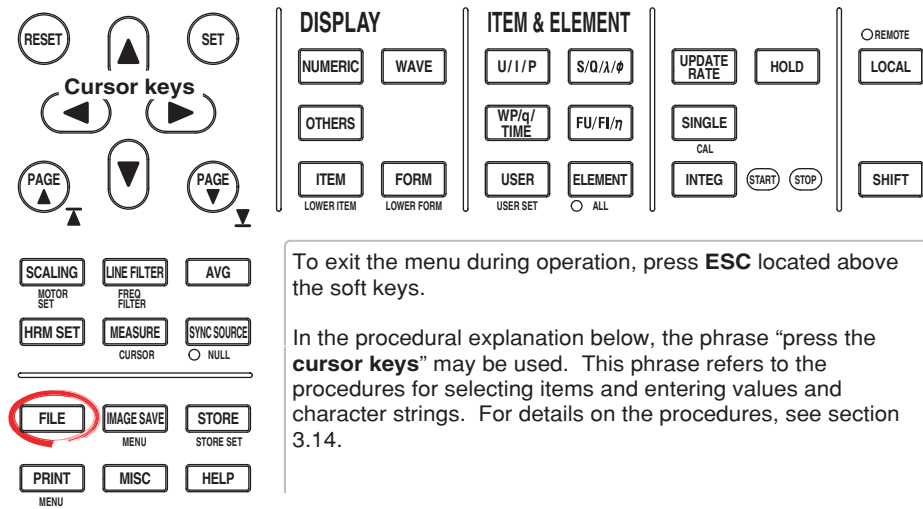 RESET
SET
Cursor keys
PAGE
PAGE
DISPLAY
NUMERIC
WAVE
OTHERS
ITEM
FORM
LOWER ITEM
LOWER FORM
ITEM & ELEMENT
U/I/P
S/Q/λ/ø
WP/q/
TIME
FU/FI/η
USER
ELEMENT
USER SET
ALL
UPDATE
RATE
HOLD
SINGLE
CAL
INTEG
START
STOP
REMOTE
LOCAL
SHIFT
SCALING
LINE FILTER
AVG
MOTOR
SET
FREQ
FILTER
HRM SET
MEASURE
SYNC SOURCE
CURSOR
NULL
FILE
IMAGE SAVE
STORE
MENU
STORE SET
PRINT
MISC
HELP
MENU
To exit the menu during operation, press ESC located above
the soft keys.
In the procedural explanation below, the phrase “press the
cursor keys” may be used. This phrase refers to the
procedures for selecting items and entering values and
character strings. For details on the procedures, see section
3.14.